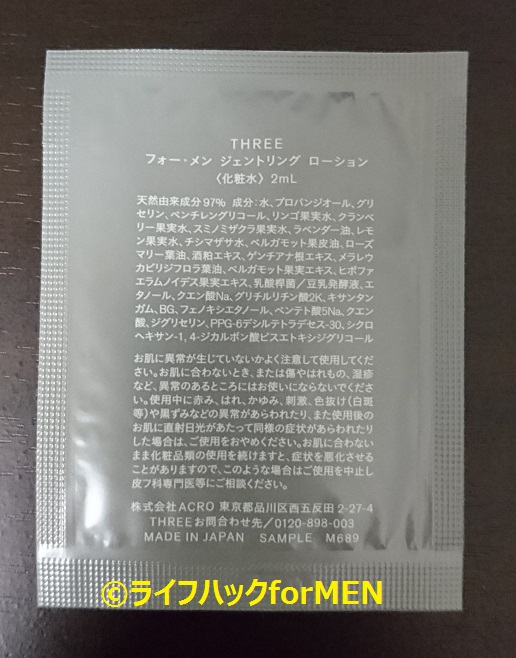 THREE
フォー・メン ジェントリング ローション
〈化粧水〉2mL
天然由来成分97% 成分:水、プロパンジオール、グリ
セリン、ペンチレングリコール、リンゴ果実水、クランベ
リー果実水、スミノミザクラ果実水、ラベンダー油、レモ
ン果実水、チシマザサ水、ベルガモット果皮油、ローズ
マリー葉油、酒粕エキス、ゲンチアナ根エキス、メラレウ
カビリジフロラ葉油、ベルガモット果実エキス、ヒポファ
エラムノイデス果実エキス、乳酸桿菌/豆乳発酵液、エ
タノール、クエン酸Na、グリチルリチン酸2K、キサンタン
ガム、BG、フェノキシエタノール、ペンテト酸5Na、クエン
酸、ジグリセリン、PPG-6デシルテトラデセス-30、シクロ
ヘキサン-1, 4-ジカルボン酸ビスエトキシジグリコール
お肌に異常が生じていないかよく注意して使用してくだ
さい。お肌に合わないとき、または傷やはれもの、湿疹
など、異常のあるところにはお使いにならないでくださ
い。使用中に赤み、はれ、かゆみ、刺激、色抜け(白斑
等)や黒ずみなどの異常があらわれたり、また使用後の
お肌に直射日光があたって同様の症状があらわれたり
した場合は、ご使用をおやめください。お肌に合わない
まま化粧品類の使用を続けますと、症状を悪化させる
ことがありますので、このような場合はご使用を中止し
皮フ科専門医等にご相談ください。
株式会社ACRO 東京都品川区西五反田 2-27-4
THREEお問合わせ先/0120-898-003
MADE IN JAPAN SAMPLE M689
©ライフハックforMEN